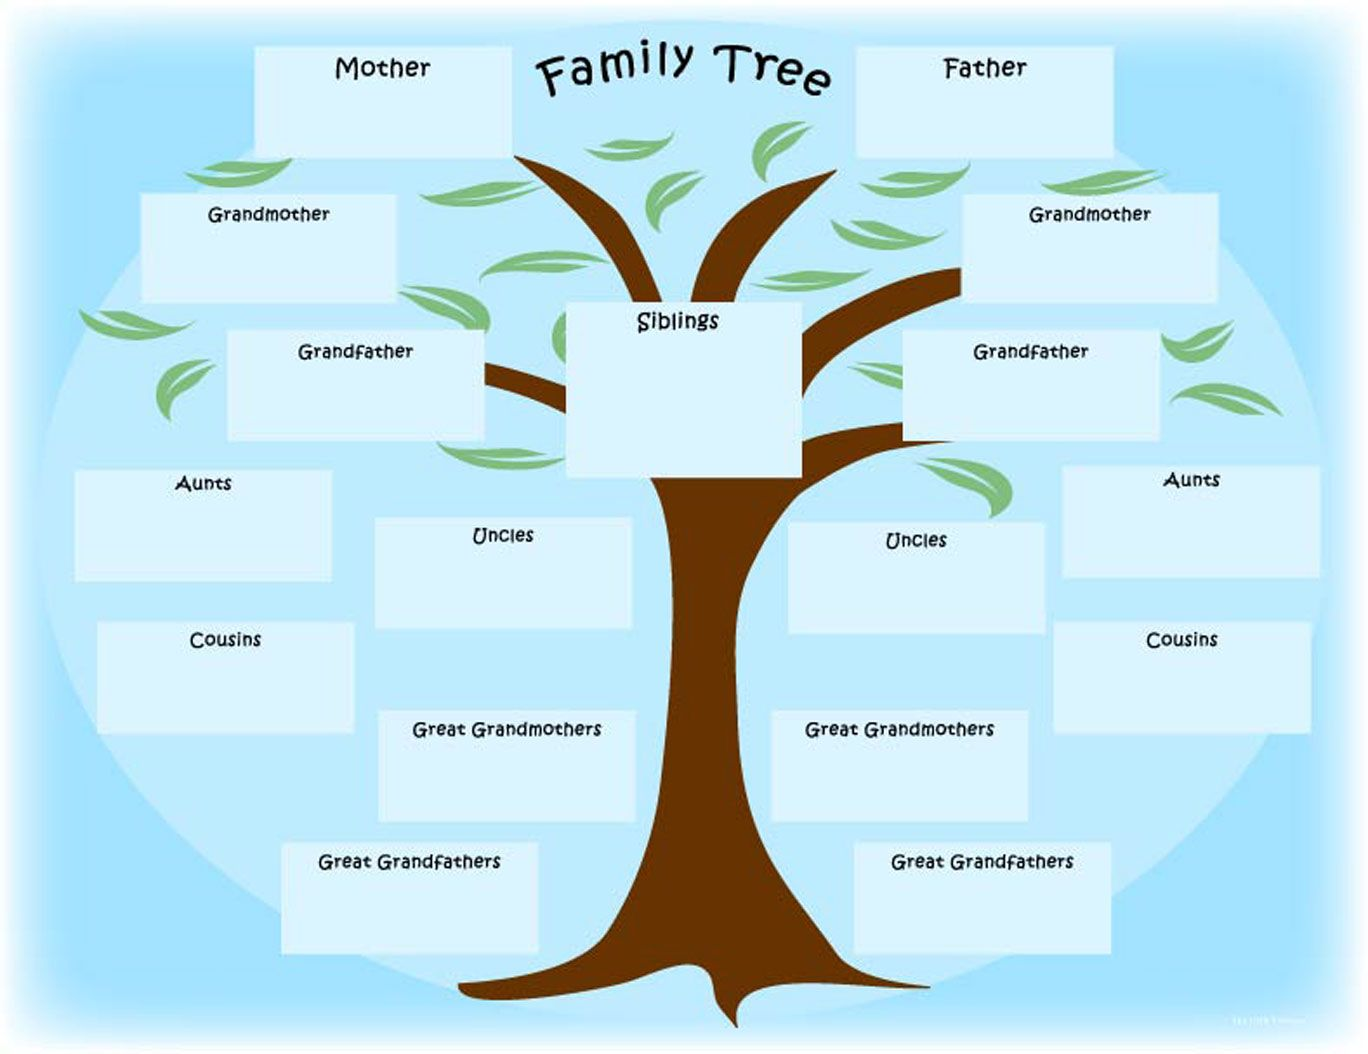 Family Tree
Mother
Father
Grandmother
Grandmother
Siblings
Grandfather
Grandfather
Aunts
Aunts
Uncles
Uncles
Cousins
Cousins
Great Grandmothers
Great Grandmothers
Great Grandfathers
Great Grandfathers